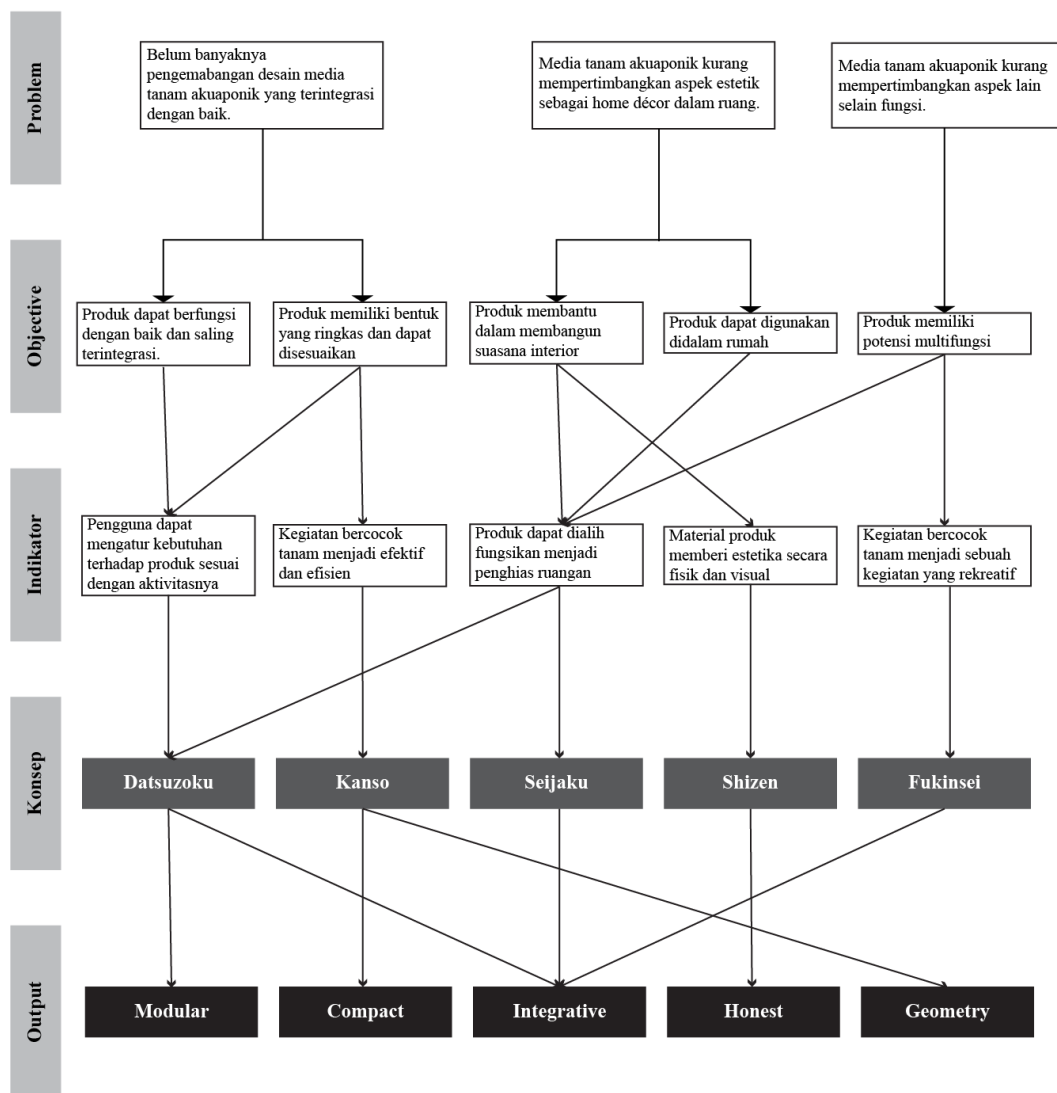 Problem
Belum banyaknya
pengemabangan desain media
tanam akuaponik yang terintegrasi
dengan baik.
Media tanam akuaponik kurang
mempertimbangkan aspek estetik
sebagai home décor dalam ruang.
Media tanam akuaponik kurang
mempertimbangkan aspek lain
selain fungsi.
Objective
Produk dapat berfungsi
dengan baik dan saling
terintegrasi.
Produk memiliki bentuk
yang ringkas dan dapat
disesuaikan
Produk membantu
dalam membangun
suasana interior
Produk dapat digunakan
didalam rumah
Produk memiliki
potensi multifungsi
Indikator
Pengguna dapat
mengatur kebutuhan
terhadap produk sesuai
dengan aktivitasnya
Kegiatan bercocok
tanam menjadi efektif
dan efisien
Produk dapat dialih
fungsikan menjadi
penghias ruangan
Material produk
memberi estetika secara
fisik dan visual
Kegiatan bercocok
tanam menjadi sebuah
kegiatan yang rekreatif
Konsep
Datsuzoku
Kanso
Seijaku
Shizen
Fukinsei
Output
Modular
Compact
Integrative
Honest
Geometry